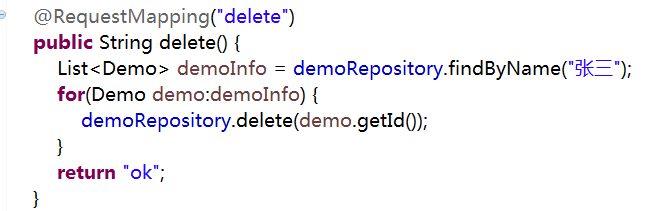 @RequestMapping("delete")
public String delete() {
List<Demo> demoInfo = demoRepository.findByName("张三");
for(Demo demo:demoInfo) {
demoRepository.delete(demo.getId());
}
return "ok";
}